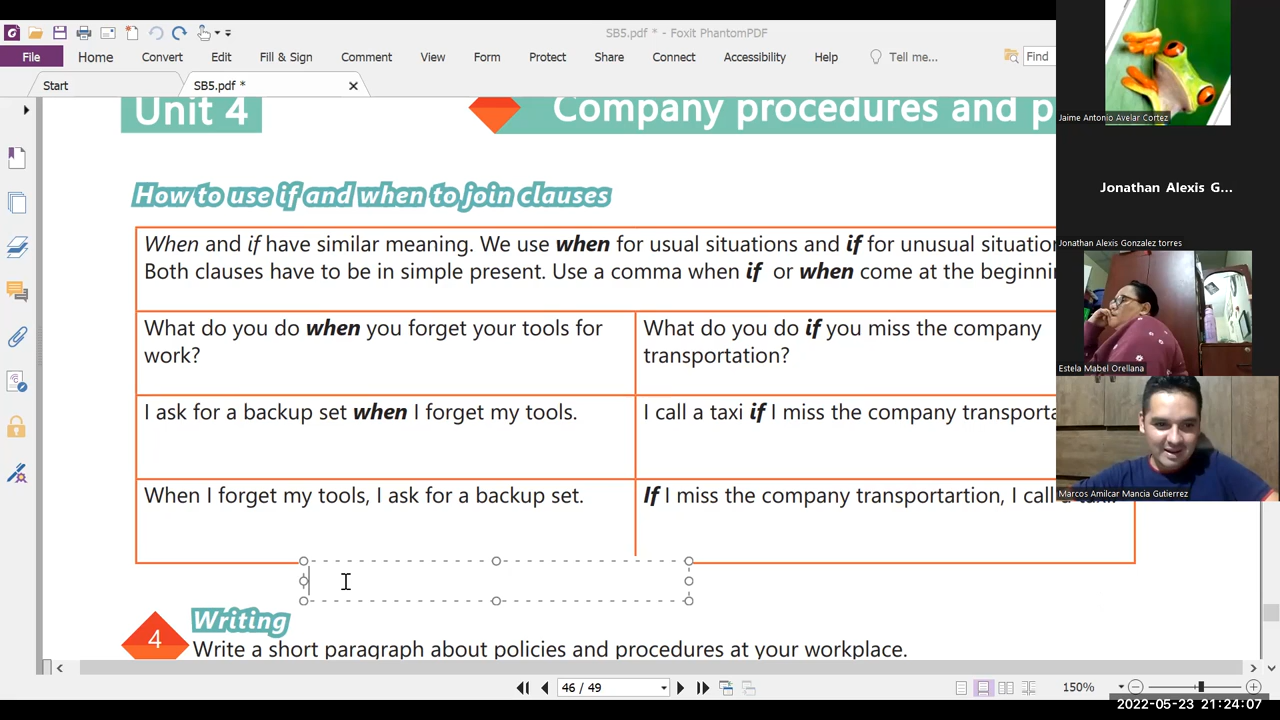 SB5.pdf * - Foxit PhantomPDF
File Home Convert Edit Fill & Sign Comment View Form Protect Share Connect Accessibility Help Tell me... Find
Start SB5.pdf *
Unit 4 Company procedures and p
How to use if and when to join clauses
When and if have similar meaning. We use when for usual situations and if for unusual situatio
Both clauses have to be in simple present. Use a comma when if or when come at the beginni
What do you do when you forget your tools for
work?
What do you do if you miss the company
transportation?
I ask for a backup set when I forget my tools.
I call a taxi if I miss the company transporta
When I forget my tools, I ask for a backup set.
If I miss the company transportartion, I call a taxi.
4 Writing
Write a short paragraph about policies and procedures at your workplace.
46 / 49
150%
Jaime Antonio Avelar Cortez
Jonathan Alexis G...
Jonathan Alexis Gonzalez torres
Estela Mabel Orellana
Marcos Amilcar Mancia Gutierrez
2022-05-23 21:24:07